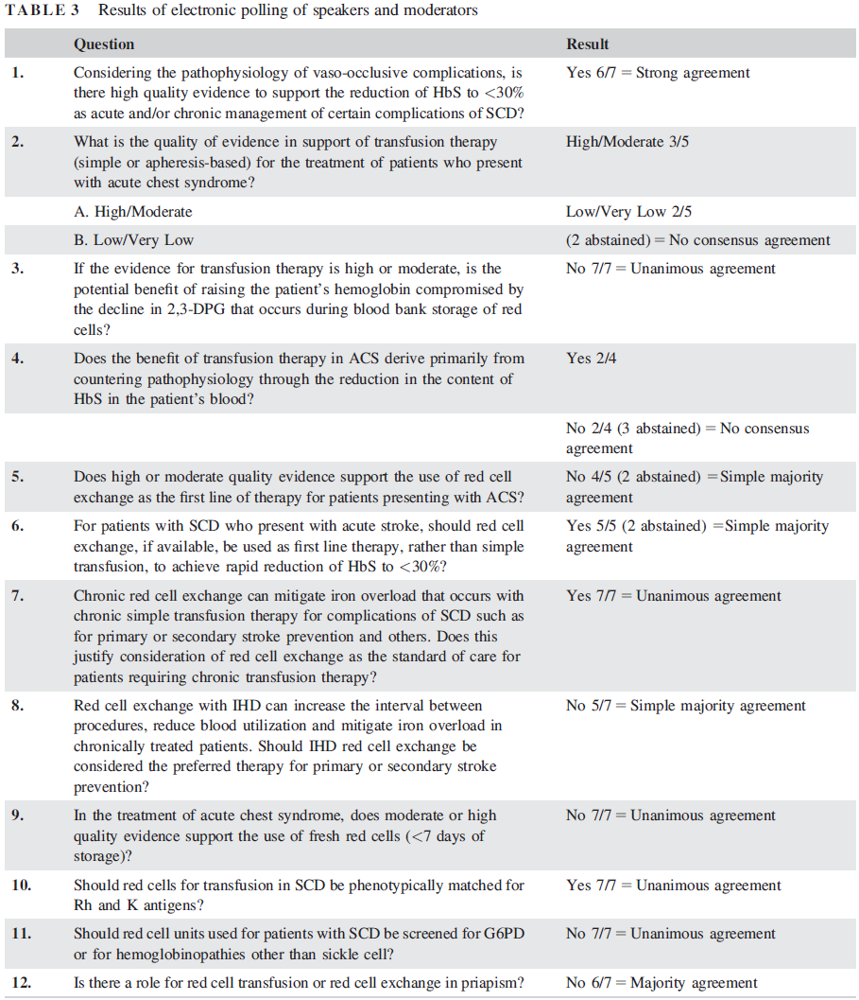 TABLE 3 Results of electronic polling of speakers and moderators
Question Result
1. Considering the pathophysiology of vaso-occlusive complications, is Yes 6/7 = Strong agreement
there high quality evidence to support the reduction of HbS to <30%
as acute and/or chronic management of certain complications of SCD?
2. What is the quality of evidence in support of transfusion therapy High/Moderate 3/5
(simple or apheresis-based) for the treatment of patients who present
with acute chest syndrome?
A. High/Moderate Low/Very Low 2/5
B. Low/Very Low (2 abstained) = No consensus agreement
3. If the evidence for transfusion therapy is high or moderate, is the No 7/7 = Unanimous agreement
potential benefit of raising the patient's hemoglobin compromised by
the decline in 2,3-DPG that occurs during blood bank storage of red
cells?
4. Does the benefit of transfusion therapy in ACS derive primarily from Yes 2/4
countering pathophysiology through the reduction in the content of
HbS in the patient's blood?
No 2/4 (3 abstained) = No consensus
agreement
5. Does high or moderate quality evidence support the use of red cell No 4/5 (2 abstained) =Simple majority
exchange as the first line of therapy for patients presenting with ACS? agreement
6. For patients with SCD who present with acute stroke, should red cell Yes 5/5 (2 abstained) =Simple majority
exchange, if available, be used as first line therapy, rather than simple agreement
transfusion, to achieve rapid reduction of HbS to <30%?
7. Chronic red cell exchange can mitigate iron overload that occurs with Yes 7/7 = Unanimous agreement
chronic simple transfusion therapy for complications of SCD such as
for primary or secondary stroke prevention and others. Does this
justify consideration of red cell exchange as the standard of care for
patients requiring chronic transfusion therapy?
8. Red cell exchange with IHD can increase the interval between No 5/7 = Simple majority agreement
procedures, reduce blood utilization and mitigate iron overload in
chronically treated patients. Should IHD red cell exchange be
considered the preferred therapy for primary or secondary stroke
prevention?
9. In the treatment of acute chest syndrome, does moderate or high No 7/7 = Unanimous agreement
quality evidence support the use of fresh red cells (<7 days of
storage)?
10. Should red cells for transfusion in SCD be phenotypically matched for Yes 7/7 = Unanimous agreement
Rh and K antigens?
11. Should red cell units used for patients with SCD be screened for G6PD No 7/7 = Unanimous agreement
or for hemoglobinopathies other than sickle cell?
12. Is there a role for red cell transfusion or red cell exchange in priapism? No 6/7 = Majority agreement